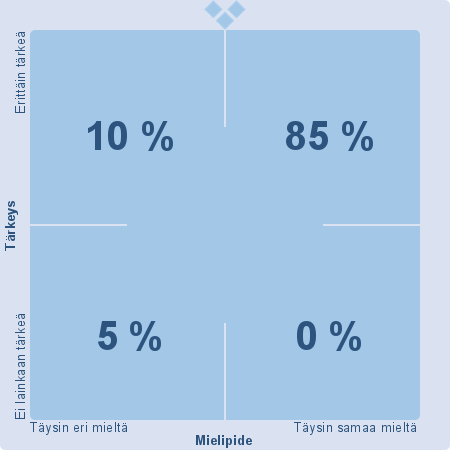 Erittäin tärkeä
10 %
85 %
Tärkeys
5 %
0 %
Ei lainkaan tärkeä
Täysin eri mieltä
Täysin samaa mieltä
Mielipide